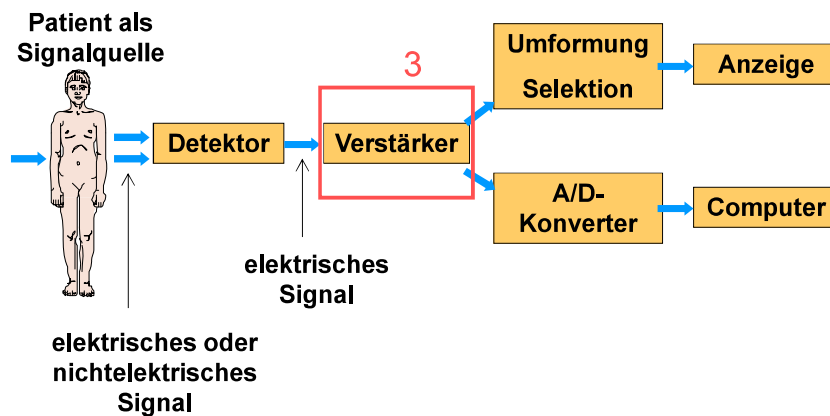 Patient als
Signalquelle
3
Detektor
Verstärker
Umformung
Selektion
Anzeige
A/D-
Konverter
Computer
elektrisches
Signal
elektrisches oder
nichtelektrisches
Signal